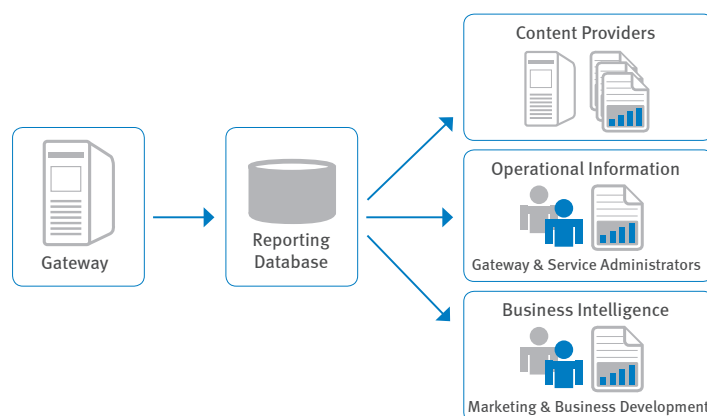 Content Providers
Gateway
Reporting
Database
Operational Information
Gateway & Service Administrators
Business Intelligence
Marketing & Business Development